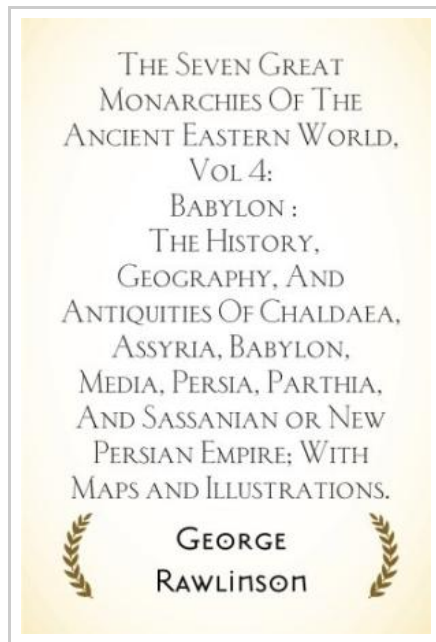 The Seven Great
Monarchies Of The
Ancient Eastern World,
Vol 4:
Babylon :
The History,
Geography, And
Antiquities Of Chaldaea,
Assyria, Babylon,
Media, Persia, Parthia,
And Sassanian or New
Persian Empire; With
Maps and Illustrations.
George
Rawlinson